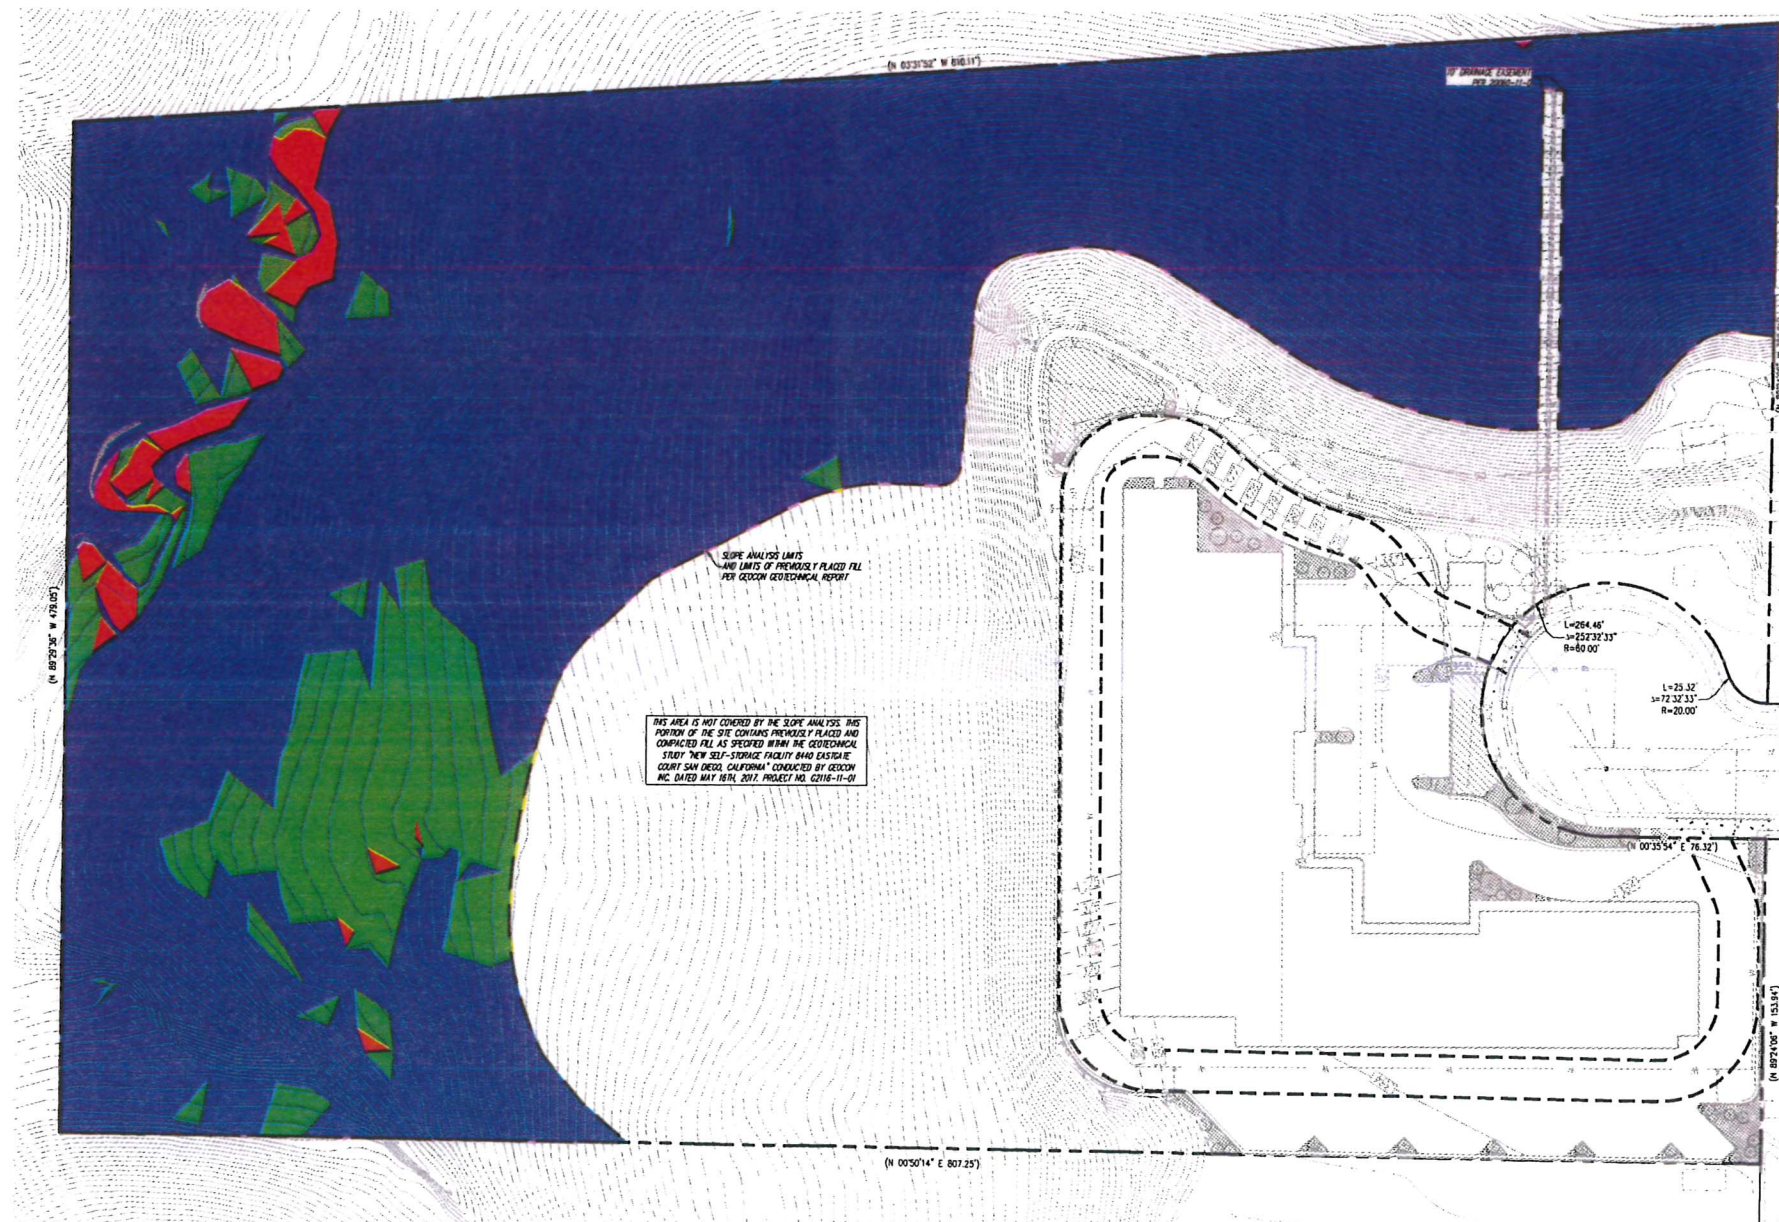 (N 03°31'52" W 810.11')
10' DRAINAGE EASEMENT
SLOPE ANALYSIS LIMITS
AND LIMITS OF PREVIOUSLY PLACED FILL
PER GEOCON GEOTECHNICAL REPORT
(N 89°29'36" W 479.05')
L=264.46'
Δ=252°32'33"
R=60.00'
L=25.32'
Δ=72°32'33"
R=20.00'
THIS AREA IS NOT COVERED BY THE SLOPE ANALYSIS. THIS
PORTION OF THE SITE CONTAINS PREVIOUSLY PLACED AND
COMPACTED FILL AS SPECIFIED WITHIN THE GEOTECHNICAL
STUDY "NEW SELF-STORAGE FACILITY 8440 EASTGATE
COURT SAN DIEGO, CALIFORNIA" CONDUCTED BY GEOCON
INC. DATED MAY 16TH, 2017. PROJECT NO. G2116-11-01
(N 00°35'54" E 76.32')
(N 89°24'06" W 153.94')
(N 00°50'14" E 807.25')